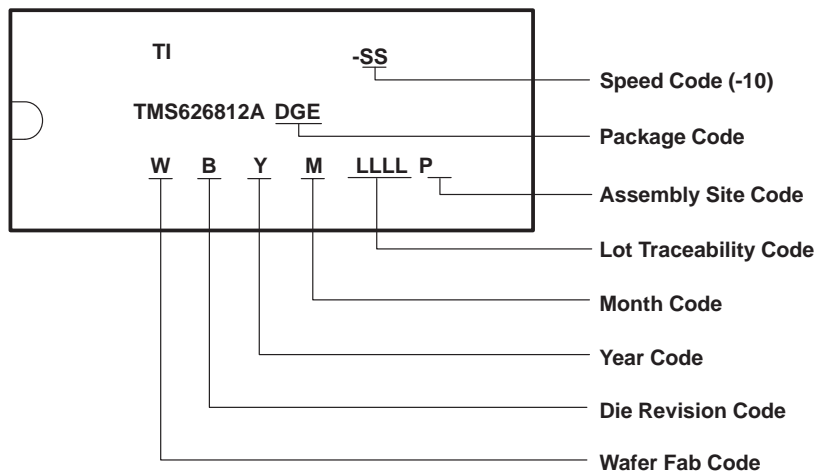 TI -SS
Speed Code (-10)
TMS626812A DGE
Package Code
W B Y M LLLL P
Assembly Site Code
Lot Traceability Code
Month Code
Year Code
Die Revision Code
Wafer Fab Code